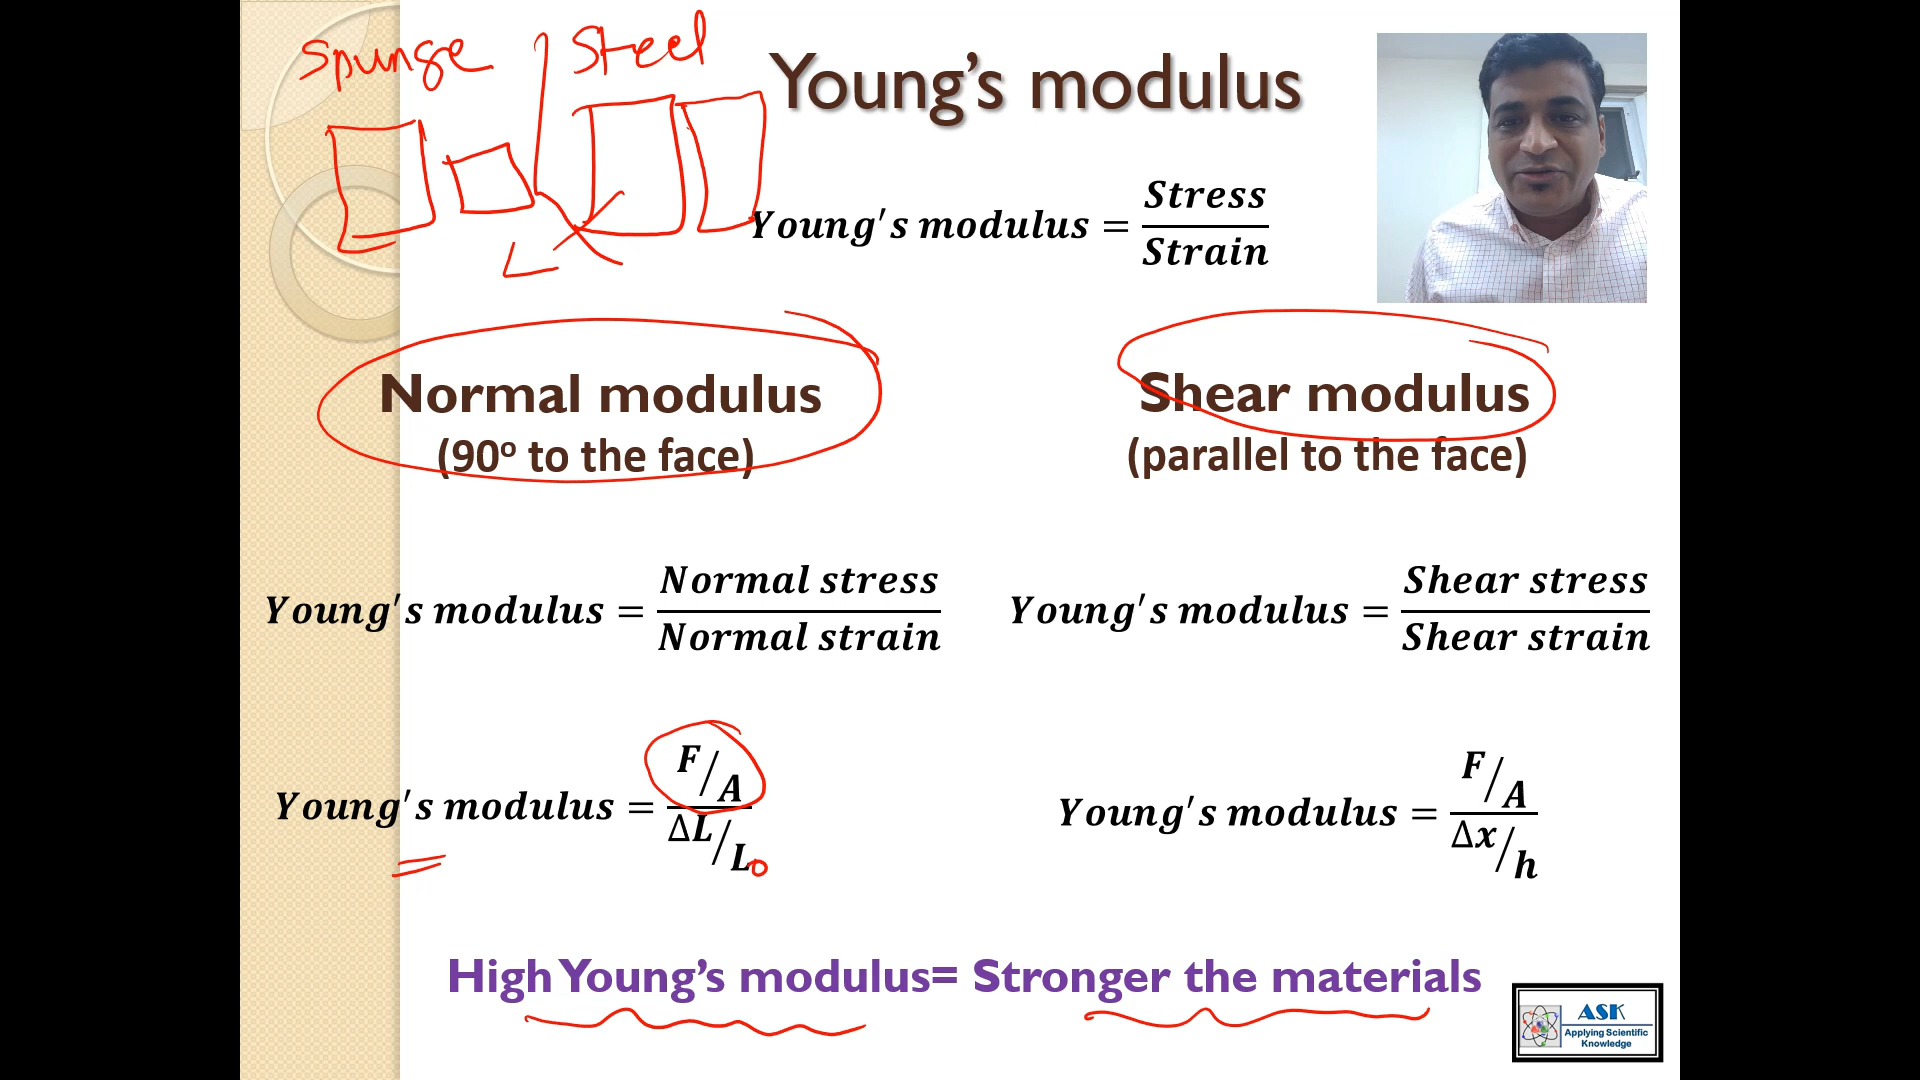 Spunge
Steel
Young's modulus
Young's modulus = Stress/Strain
Normal modulus
(90º to the face)
Shear modulus
(parallel to the face)
Young's modulus = Normal stress/Normal strain
Young's modulus = Shear stress/Shear strain
Young's modulus = F/A / ΔL/L₀
Young's modulus = F/A / Δx/h
High Young's modulus= Stronger the materials
ASK
Applying Scientific
Knowledge